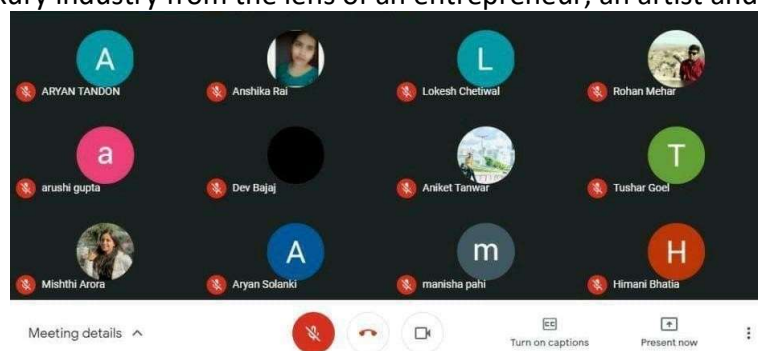 xury industry from the lens of an entrepreneur, an artist and
A
L
ARYAN TANDON
Anshika Rai
Lokesh Chetiwal
Rohan Mehar
a
T
arushi gupta
Dev Bajaj
Aniket Tanwar
Tushar Goel
A
m
H
Mishthi Arora
Aryan Solanki
manisha pahi
Himani Bhatia
Meeting details
CC
Turn on captions
Present now